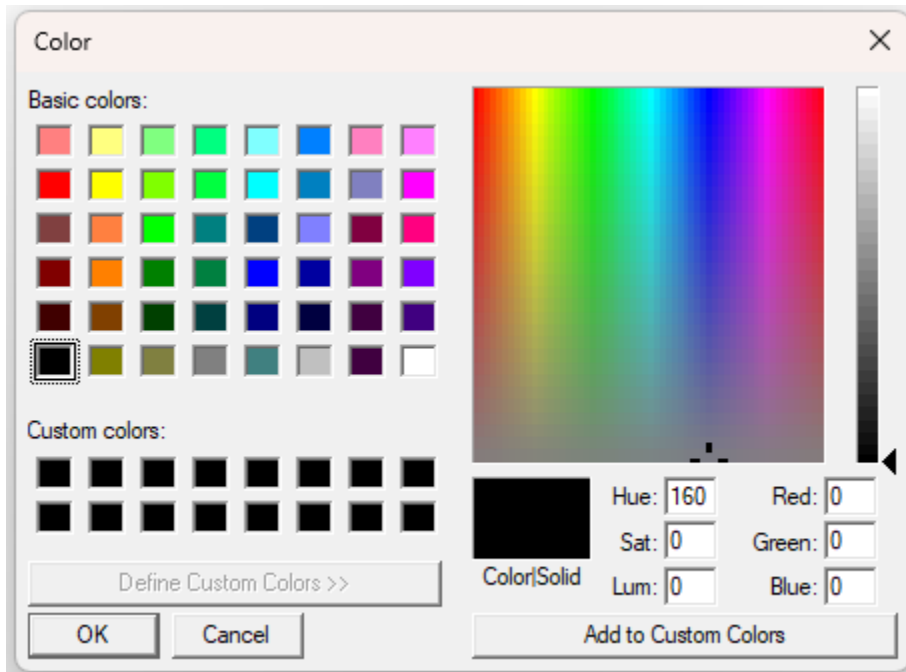 Color
Basic colors:
Custom colors:
Define Custom Colors >>
OK Cancel
Color|Solid
Hue: 160 Red: 0
Sat: 0 Green: 0
Lum: 0 Blue: 0
Add to Custom Colors